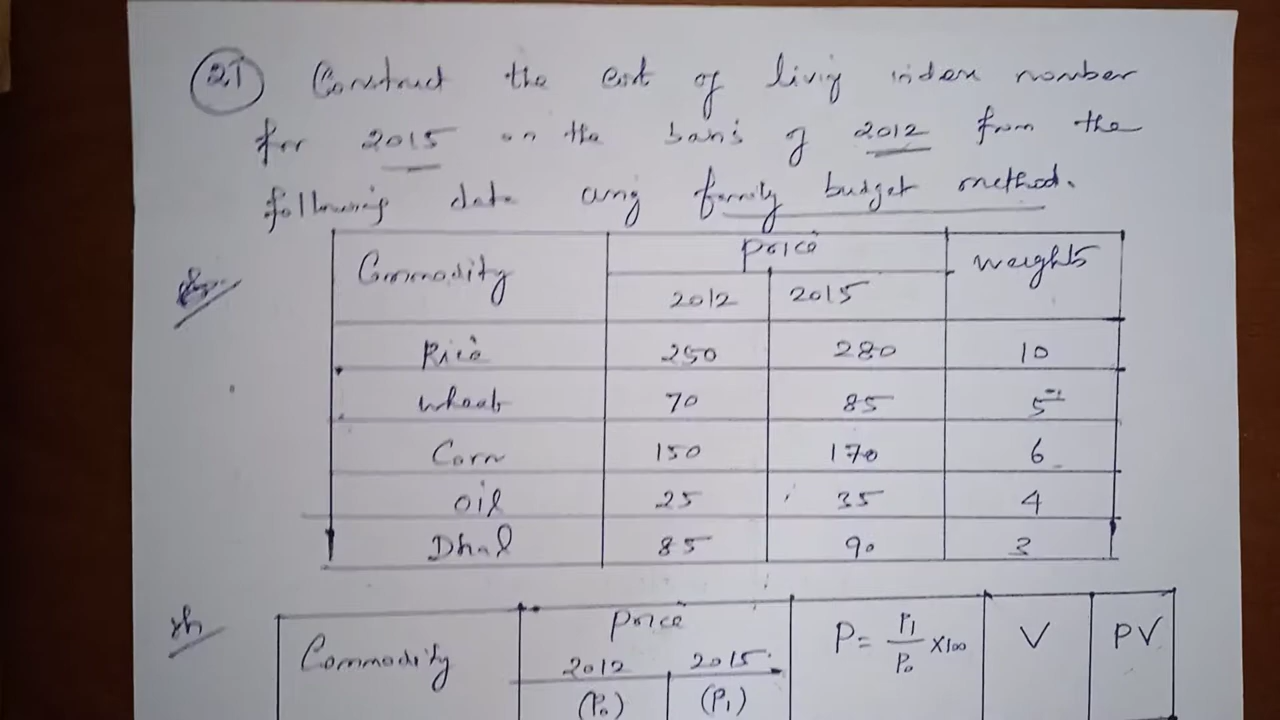 21 Construct the cost of living index number
for 2015 on the basis of 2012 from the
following data using family budget method.
Commodity Price Weights
2012 2015
Rice 250 280 10
Wheat 70 85 5
Corn 150 170 6
Oil 25 35 4
Dhal 85 90 3
Commodity Price P = P₁/P₀ ×100 V PV
2012 2015
(P₀) (P₁)